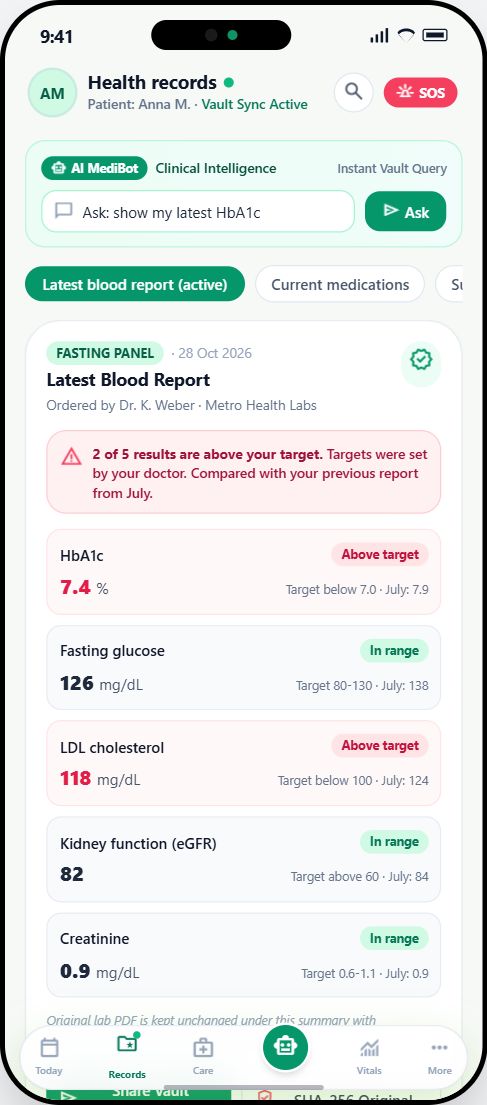 9:41
AM
Health records
Patient: Anna M. · Vault Sync Active
SOS
AI MediBot
Clinical Intelligence
Instant Vault Query
Ask: show my latest HbA1c
Ask
Latest blood report (active)
Current medications
Su
FASTING PANEL · 28 Oct 2026
Latest Blood Report
Ordered by Dr. K. Weber · Metro Health Labs
2 of 5 results are above your target. Targets were set
by your doctor. Compared with your previous report
from July.
HbA1c
Above target
7.4 %
Target below 7.0 · July: 7.9
Fasting glucose
In range
126 mg/dL
Target 80-130 · July: 138
LDL cholesterol
Above target
118 mg/dL
Target below 100 · July: 124
Kidney function (eGFR)
In range
82
Target above 60 · July: 84
Creatinine
In range
0.9 mg/dL
Target 0.6-1.1 · July: 0.9
Original lab PDF is kept unchanged under this summary with
Today
Records
Care
Vitals
More
Share Vault
SHA-256 Original